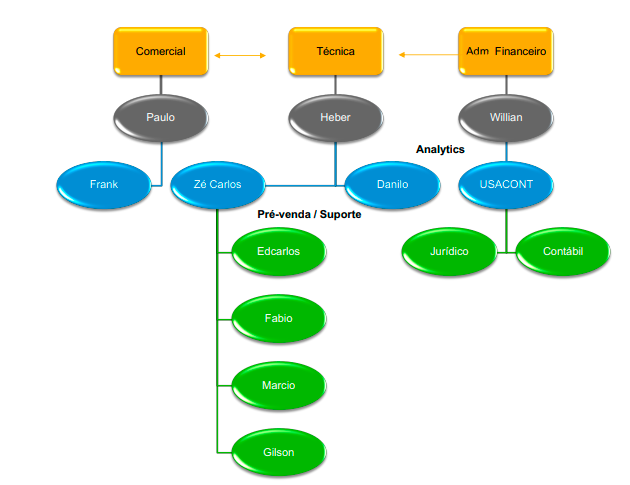 Comercial
Técnica
Adm Financeiro
Paulo
Heber
Willian
Analytics
Frank
Zé Carlos
Danilo
USACONT
Pré-venda / Suporte
Edcarlos
Jurídico
Contábil
Fabio
Marcio
Gilson